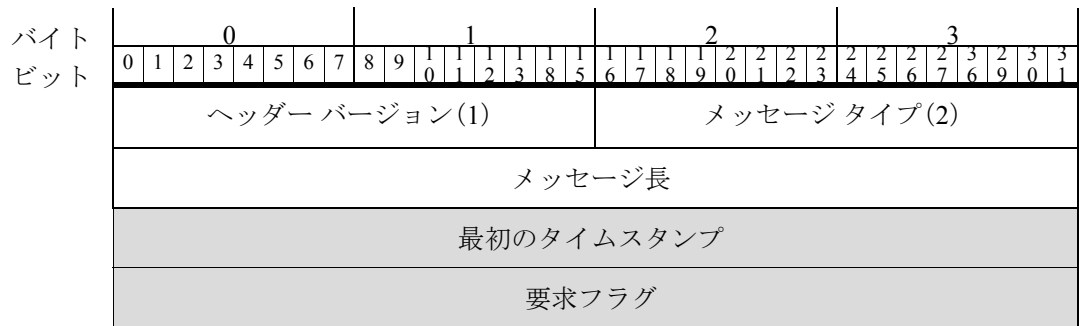 バイト 0 1 2 3
ビット 0 1 2 3 4 5 6 7 8 9 10 11 12 13 18 15 16 17 18 19 20 21 22 23 24 25 26 27 36 29 30 31
ヘッダー バージョン(1) メッセージ タイプ(2)
メッセージ長
最初のタイムスタンプ
要求フラグ